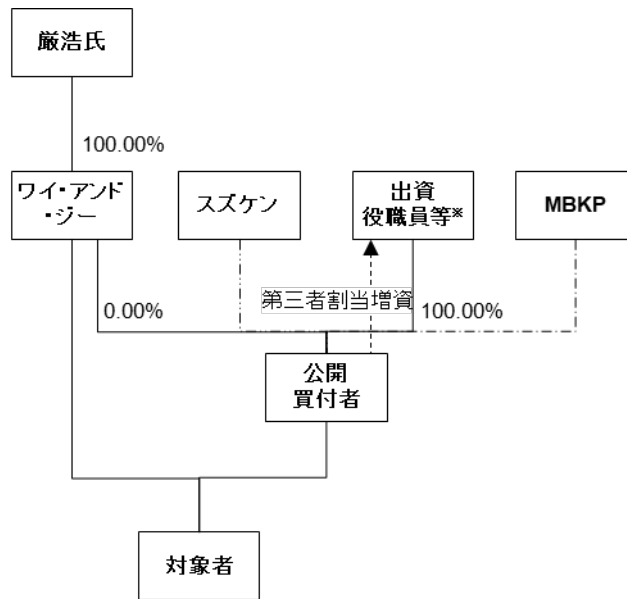 厳浩氏
100.00%
ワイ・アンド
・ジー
スズケン
出資
役職員等※
MBKP
第三者割当増資
0.00%
100.00%
公開
買付者
対象者